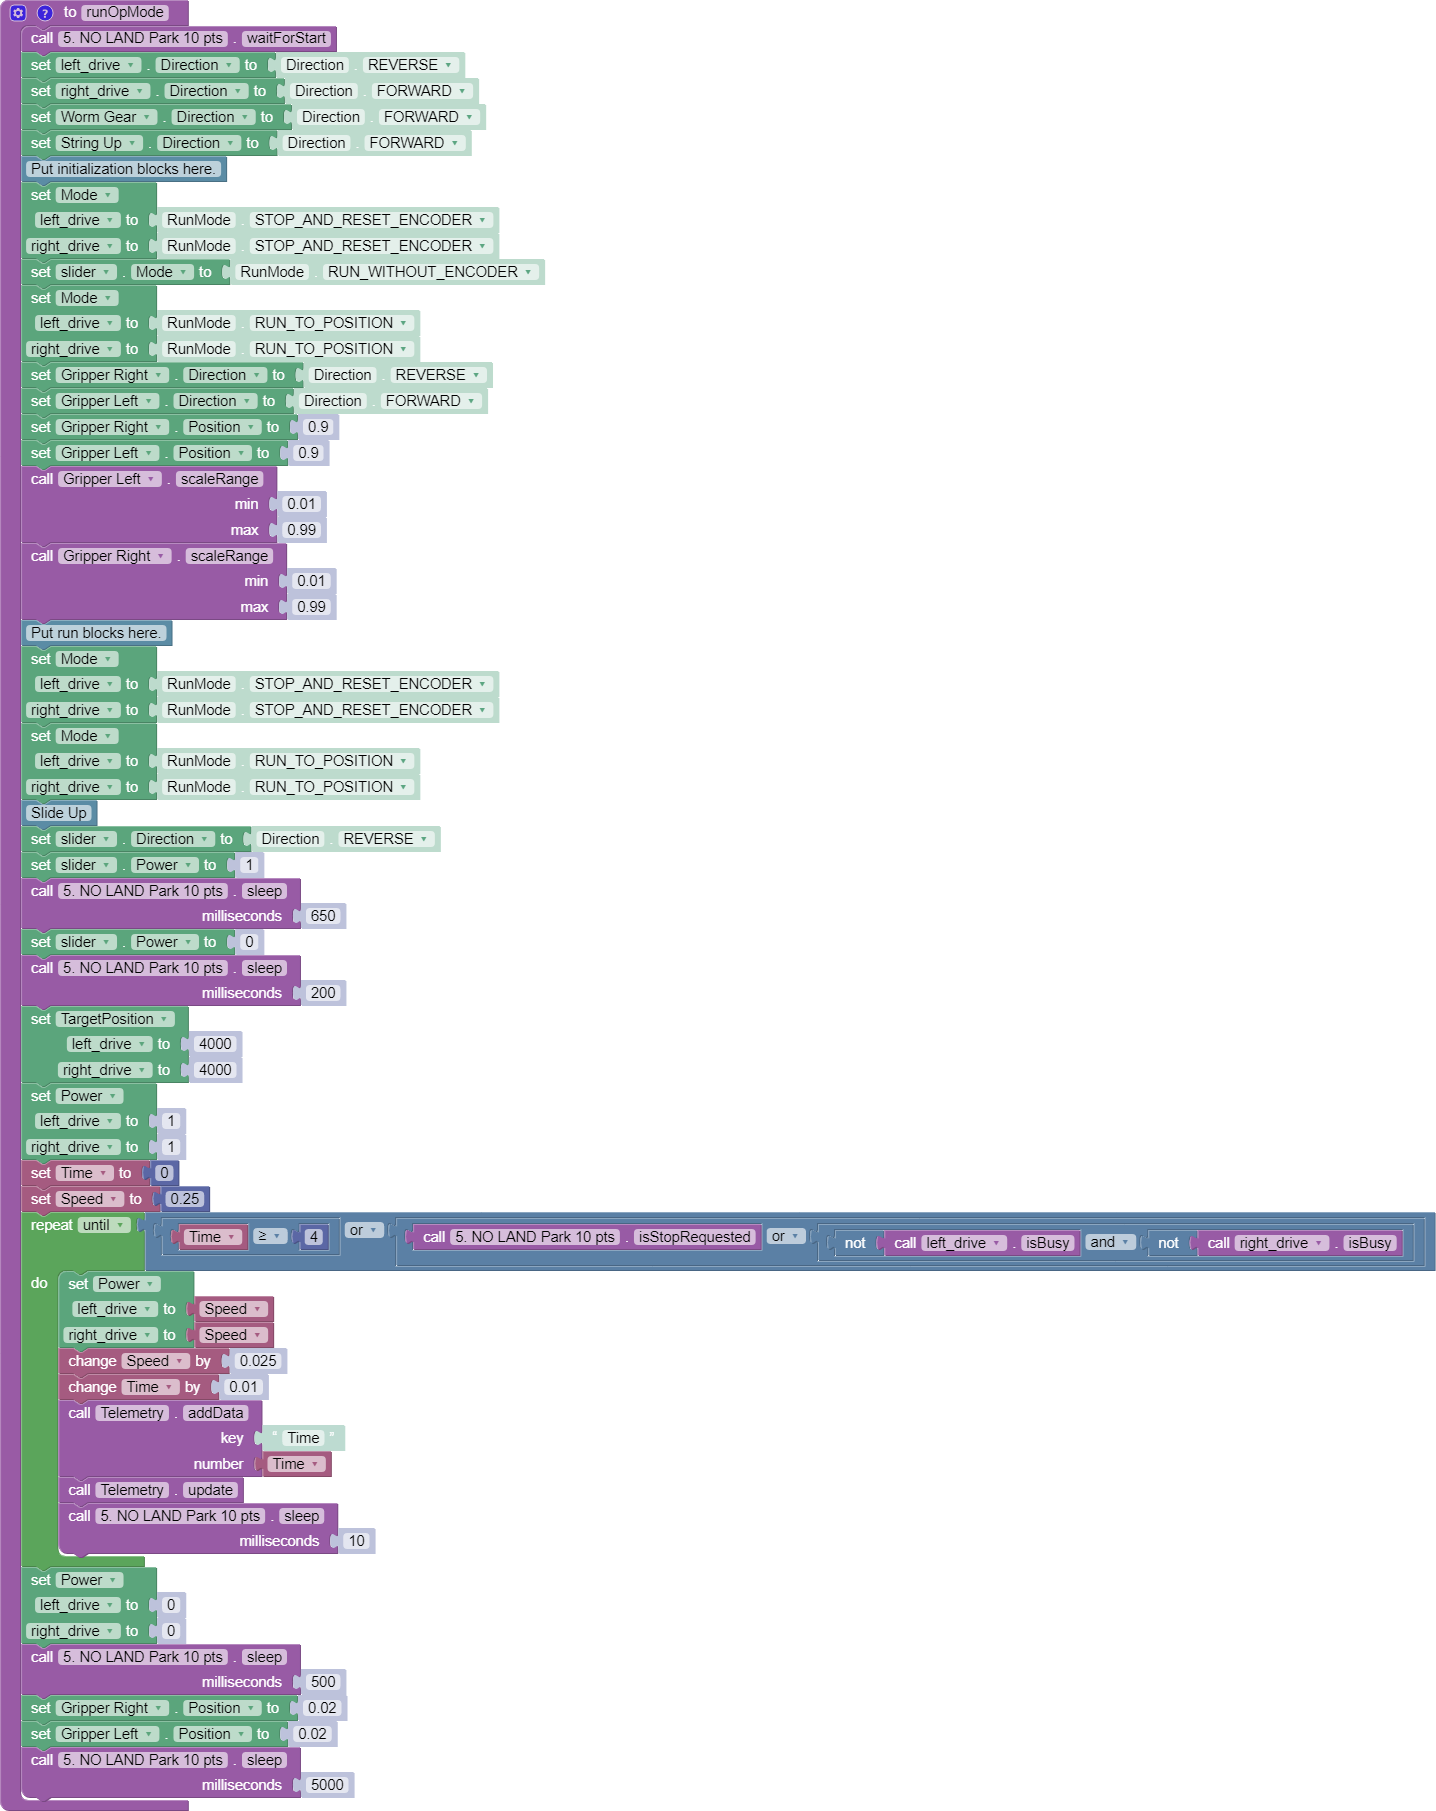 ? to runOpMode
call 5. NO LAND Park 10 pts . waitForStart
set left_drive . Direction to Direction . REVERSE
set right_drive . Direction to Direction . FORWARD
set Worm Gear . Direction to Direction . FORWARD
set String Up . Direction to Direction . FORWARD
Put initialization blocks here.
set Mode
left_drive to RunMode . STOP_AND_RESET_ENCODER
right_drive to RunMode . STOP_AND_RESET_ENCODER
set slider . Mode to RunMode . RUN_WITHOUT_ENCODER
set Mode
left_drive to RunMode . RUN_TO_POSITION
right_drive to RunMode . RUN_TO_POSITION
set Gripper Right . Direction to Direction . REVERSE
set Gripper Left . Direction to Direction . FORWARD
set Gripper Right . Position to 0.9
set Gripper Left . Position to 0.9
call Gripper Left . scaleRange
min 0.01
max 0.99
call Gripper Right . scaleRange
min 0.01
max 0.99
Put run blocks here.
set Mode
left_drive to RunMode . STOP_AND_RESET_ENCODER
right_drive to RunMode . STOP_AND_RESET_ENCODER
set Mode
left_drive to RunMode . RUN_TO_POSITION
right_drive to RunMode . RUN_TO_POSITION
Slide Up
set slider . Direction to Direction . REVERSE
set slider . Power to 1
call 5. NO LAND Park 10 pts . sleep
milliseconds 650
set slider . Power to 0
call 5. NO LAND Park 10 pts . sleep
milliseconds 200
set TargetPosition
left_drive to 4000
right_drive to 4000
set Power
left_drive to 1
right_drive to 1
set Time to 0
set Speed to 0.25
repeat until Time ≥ 4 or call 5. NO LAND Park 10 pts . isStopRequested or not call left_drive . isBusy and not call right_drive . isBusy
do set Power
left_drive to Speed
right_drive to Speed
change Speed by 0.025
change Time by 0.01
call Telemetry . addData
key “ Time ”
number Time
call Telemetry . update
call 5. NO LAND Park 10 pts . sleep
milliseconds 10
set Power
left_drive to 0
right_drive to 0
call 5. NO LAND Park 10 pts . sleep
milliseconds 500
set Gripper Right . Position to 0.02
set Gripper Left . Position to 0.02
call 5. NO LAND Park 10 pts . sleep
milliseconds 5000